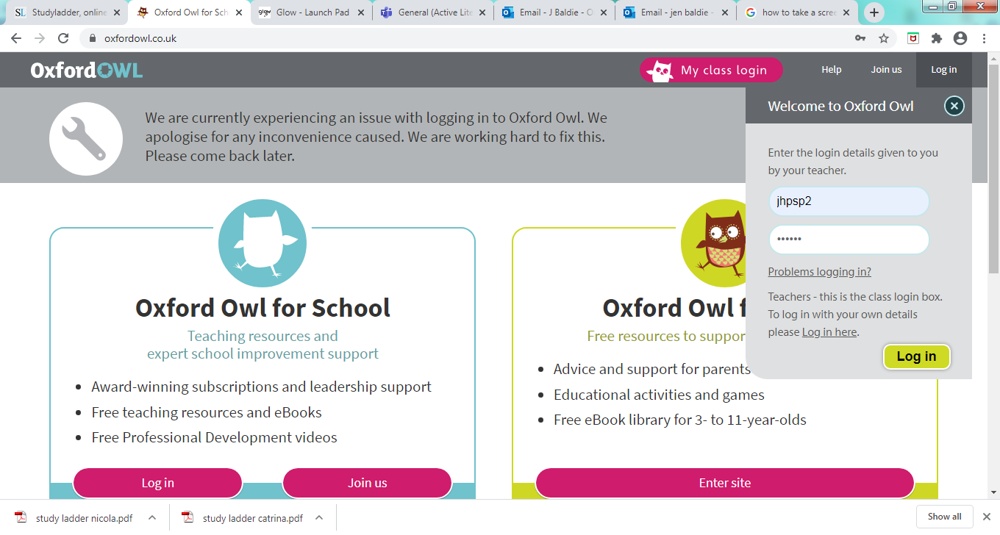 SL Studyladder, online
Oxford Owl for Sch
glow Glow - Launch Pad
General (Active Lite
Email - J Baldie - O
Email - jen baldie -
how to take a scree
oxfordowl.co.uk
OxfordOWL
My class login
Help
Join us
Log in
We are currently experiencing an issue with logging in to Oxford Owl. We
apologise for any inconvenience caused. We are working hard to fix this.
Please come back later.
Welcome to Oxford Owl
Enter the login details given to you
by your teacher.
jhpsp2
••••••
Problems logging in?
Teachers - this is the class login box.
To log in with your own details
please Log in here.
Log in
Oxford Owl for School
Teaching resources and
expert school improvement support
• Award-winning subscriptions and leadership support
• Free teaching resources and eBooks
• Free Professional Development videos
Log in
Join us
Oxford Owl f
Free resources to suppor
• Advice and support for parents
• Educational activities and games
• Free eBook library for 3- to 11-year-olds
Enter site
study ladder nicola.pdf
study ladder catrina.pdf
Show all